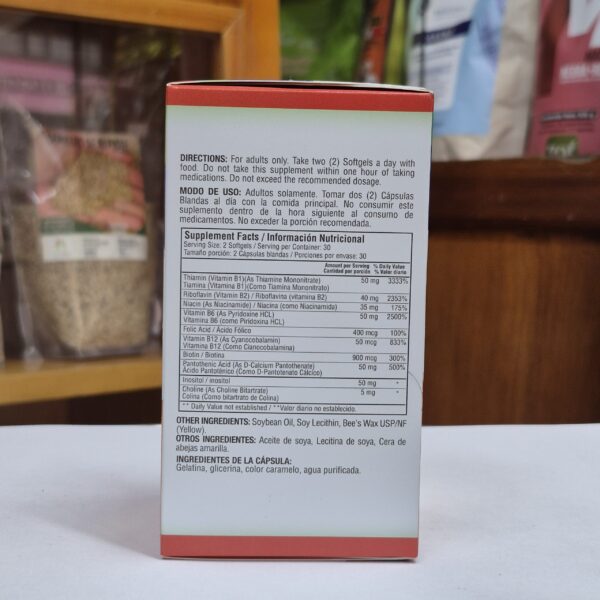 DIRECTIONS: For adults only. Take two (2) Softgels a day with
food. Do not take this supplement within one hour of taking
medications. Do not exceed the recommended dosage.
MODO DE USO: Adultos solamente. Tomar dos (2) Cápsulas
Blandas al día con la comida principal. No consumir este
suplemento dentro de la hora siguiente al consumo de
medicamentos. No exceder la porción recomendada.
Supplement Facts / Información Nutricional
Serving Size: 2 Softgels / Serving per Container: 30
Tamaño porción: 2 Cápsulas blandas / Porciones por envase: 30
Amount per Serving % Daily Value
Cantidad por porción % Valor diario
Thiamin (Vitamin B1)(As Thiamine Mononitrate) 50 mg 3333%
Tiamina (Vitamina B1)(Como Tiamina Mononitrato)
Riboflavin (Vitamin B2) / Riboflavina (vitamina B2) 40 mg 2353%
Niacin (As Niacinamide) / Niacina (como Niacinamide) 35 mg 175%
Vitamin B6 (As Pyridoxine HCL) 50 mg 2500%
Vitamina B6 (como Piridoxina HCL)
Folic Acid / Ácido Fólico 400 mcg 100%
Vitamin B12 (As Cyanocobalamin) 50 mcg 833%
Vitamina B12 (Como Cianocobalamina)
Biotin / Biotina 900 mcg 300%
Pantothenic Acid (As D-Calcium Pantothenate) 50 mg 500%
Ácido Pantoténico (Como D-Pantotenato Cálcico)
Inositol / inositol 50 mg -
Choline (As Choline Bitartrate) 5 mg -
Colina (Como bitartrato de Colina)
** Daily Value not established / **Valor diario no establecido.
OTHER INGREDIENTS: Soybean Oil, Soy Lecithin, Bee's Wax USP/NF
(Yellow).
OTROS INGREDIENTES: Aceite de soya, Lecitina de soya, Cera de
abejas amarilla.
INGREDIENTES DE LA CÁPSULA:
Gelatina, glicerina, color caramelo, agua purificada.